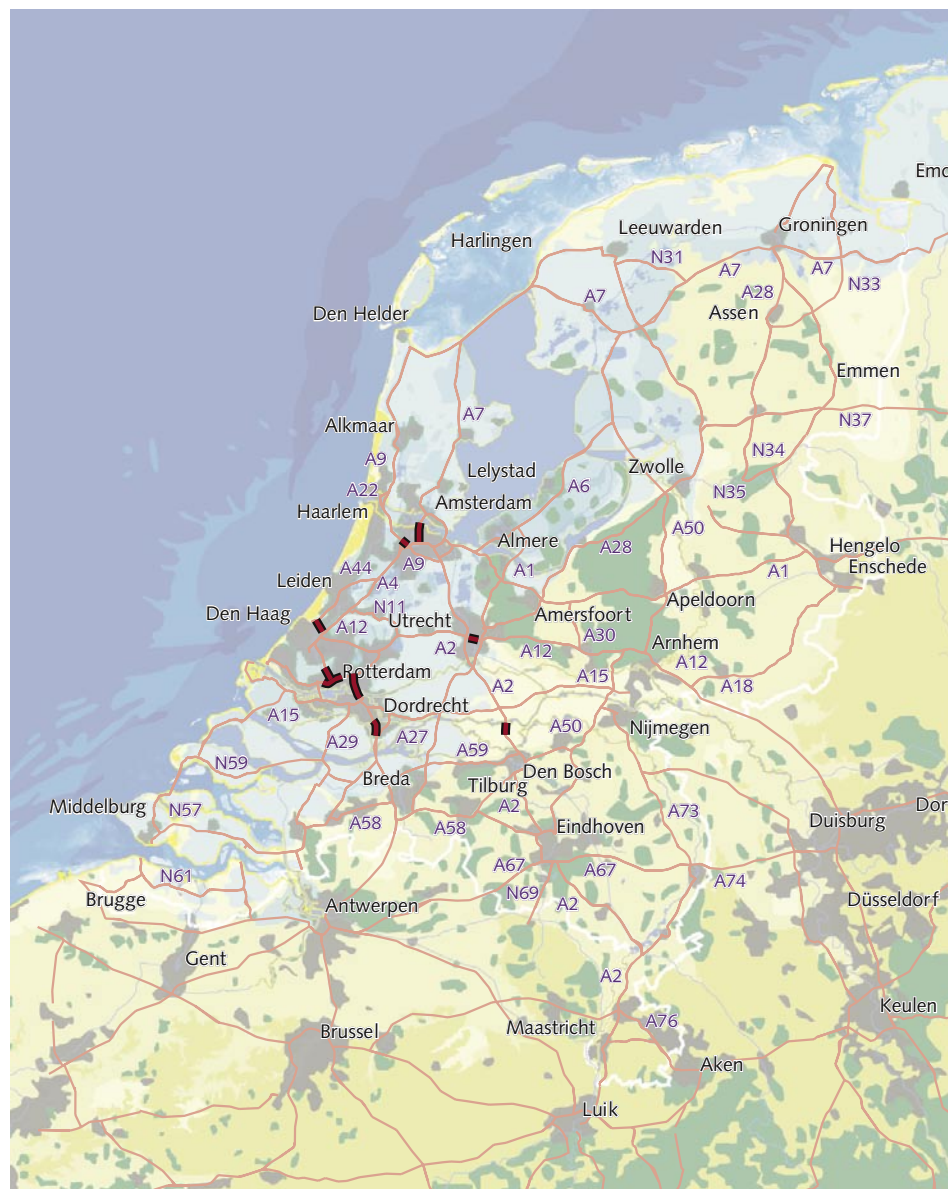 Emd
Groningen
Leeuwarden
Harlingen
N31
A7
A7
N33
A28
A7
Assen
Den Helder
Emmen
A7
N37
Alkmaar
N34
A9
Zwolle
Lelystad
A6
A22
N35
Amsterdam
Haarlem
A50
Almere
A28
Hengelo
A9
A44
A1
A1
Enschede
Leiden
A4
Apeldoorn
N11
Den Haag
Amersfoort
Utrecht
A12
A30
Arnhem
A2
A12
A12
Rotterdam
A15
A2
A18
Dordrecht
A15
A50
Nijmegen
A29
A27
A59
N59
Den Bosch
Breda
Tilburg
Middelburg
A2
Dor
N57
A73
A58
A58
Eindhoven
Duisburg
A67
A67
N61
A74
N69
Brugge
A2
Düsseldorf
Antwerpen
Gent
A2
Keulen
Maastricht
A76
Brussel
Aken
Luik